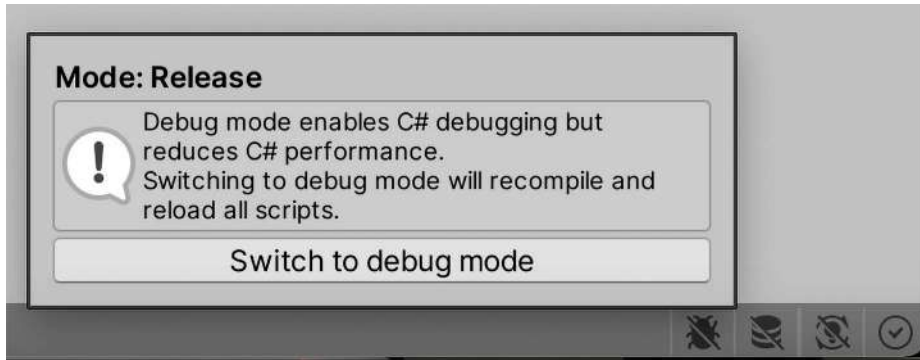 Mode: Release
Debug mode enables C# debugging but
reduces C# performance.
Switching to debug mode will recompile and
reload all scripts.
Switch to debug mode